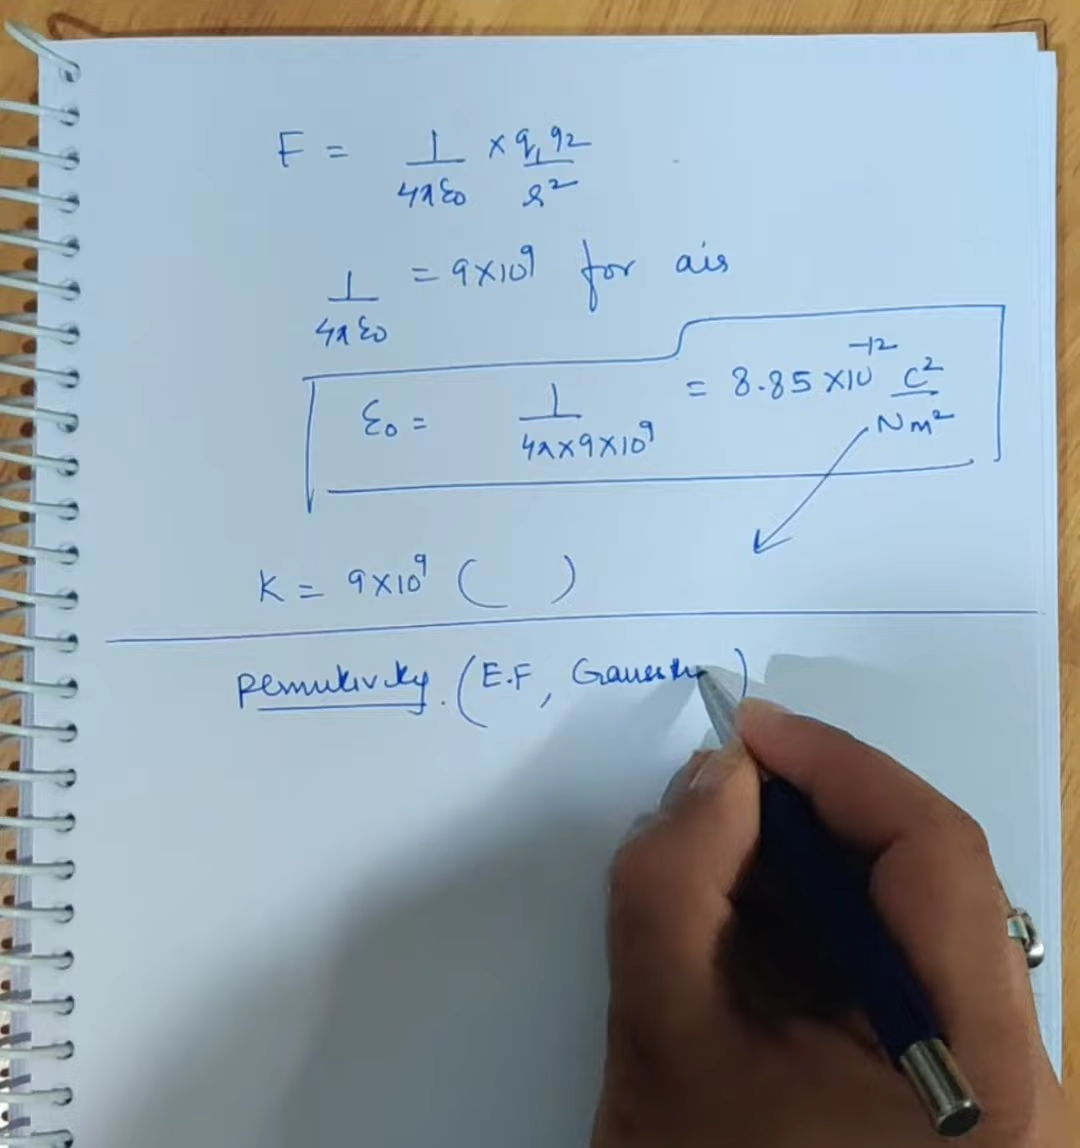 F = 1/4πε0 × q1q2/r²
1/4πε0 = 9×10⁹ for air
ε0 = 1/4π×9×10⁹ = 8.85×10⁻¹² C²/Nm²
K = 9×10⁹ ( )
Permitivity. (E.F, Gauss )